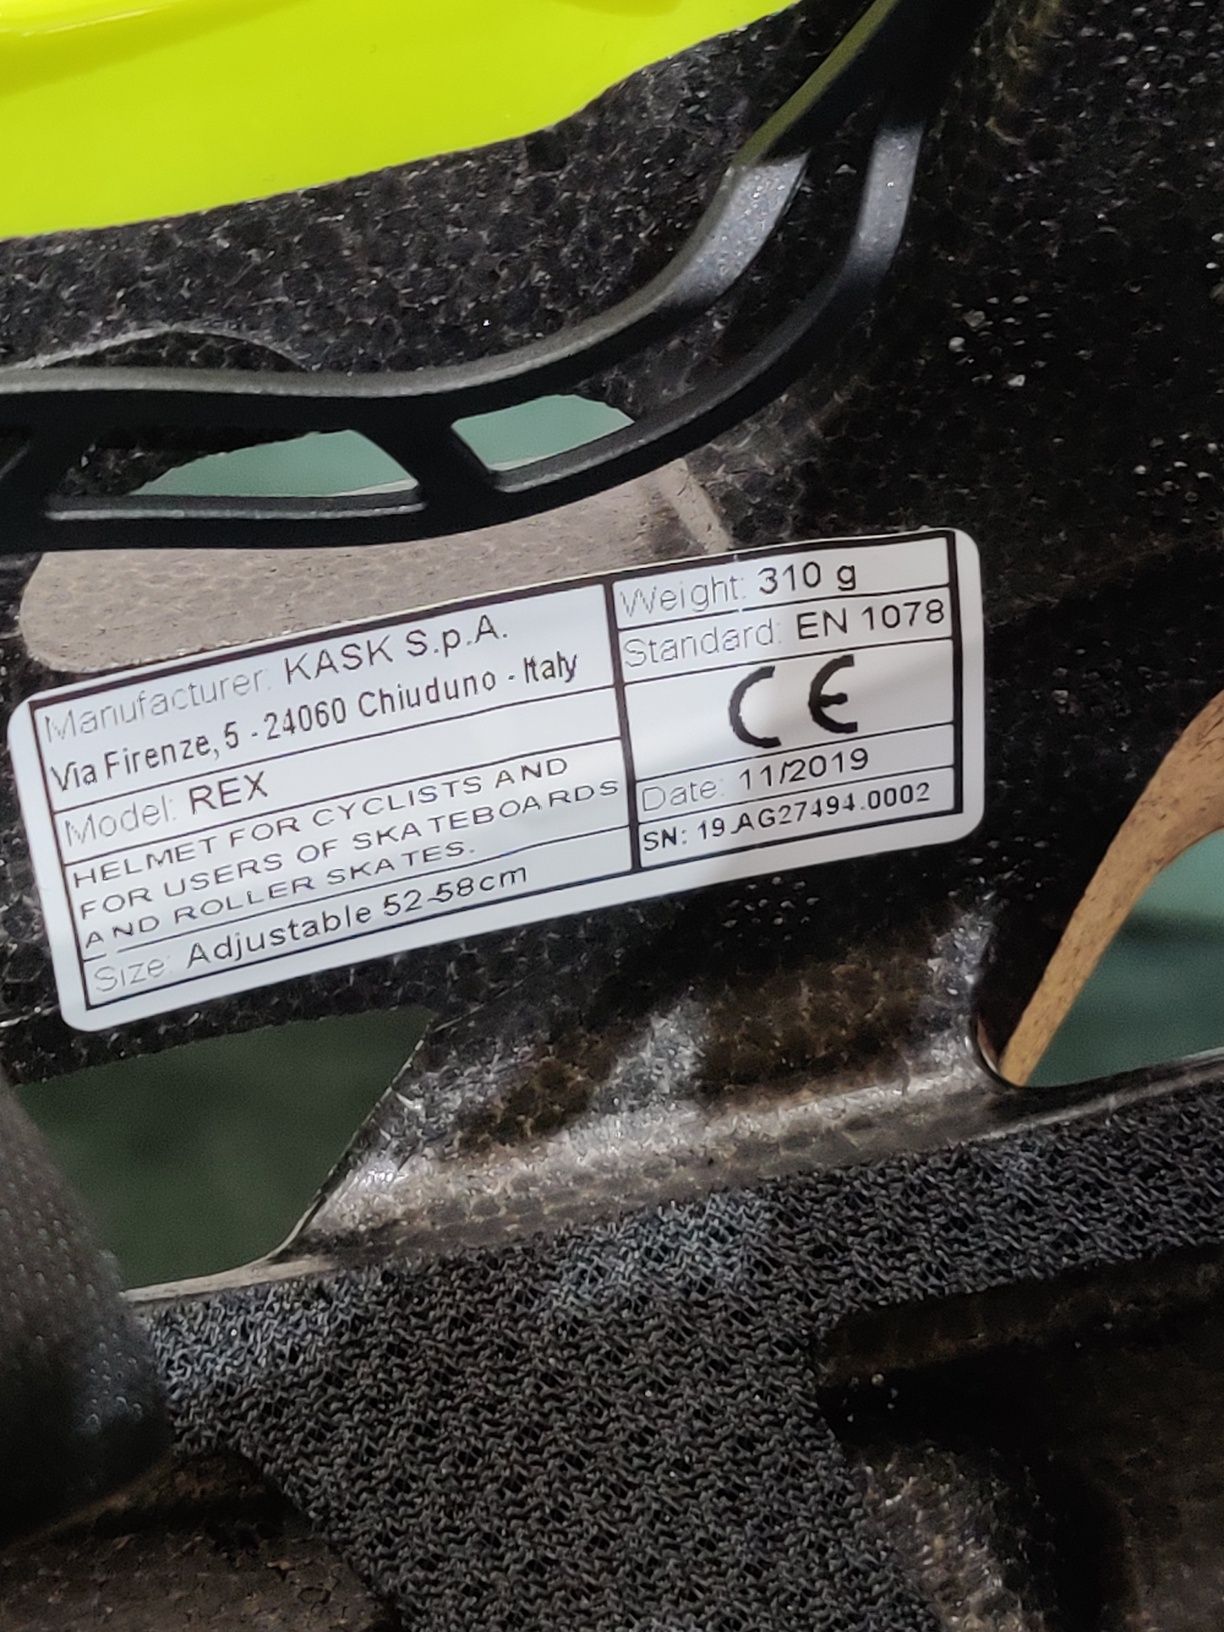 Manufacturer: KASK S.p.A.
Via Firenze, 5 - 24060 Chiuduno - Italy
Model: REX
HELMET FOR CYCLISTS AND
FOR USERS OF SKATEBOARDS
AND ROLLER SKATES.
Size: Adjustable 52-58cm
Weight: 310 g
Standard: EN 1078
CE
Date: 11/2019
SN: 19.AG27494.0002